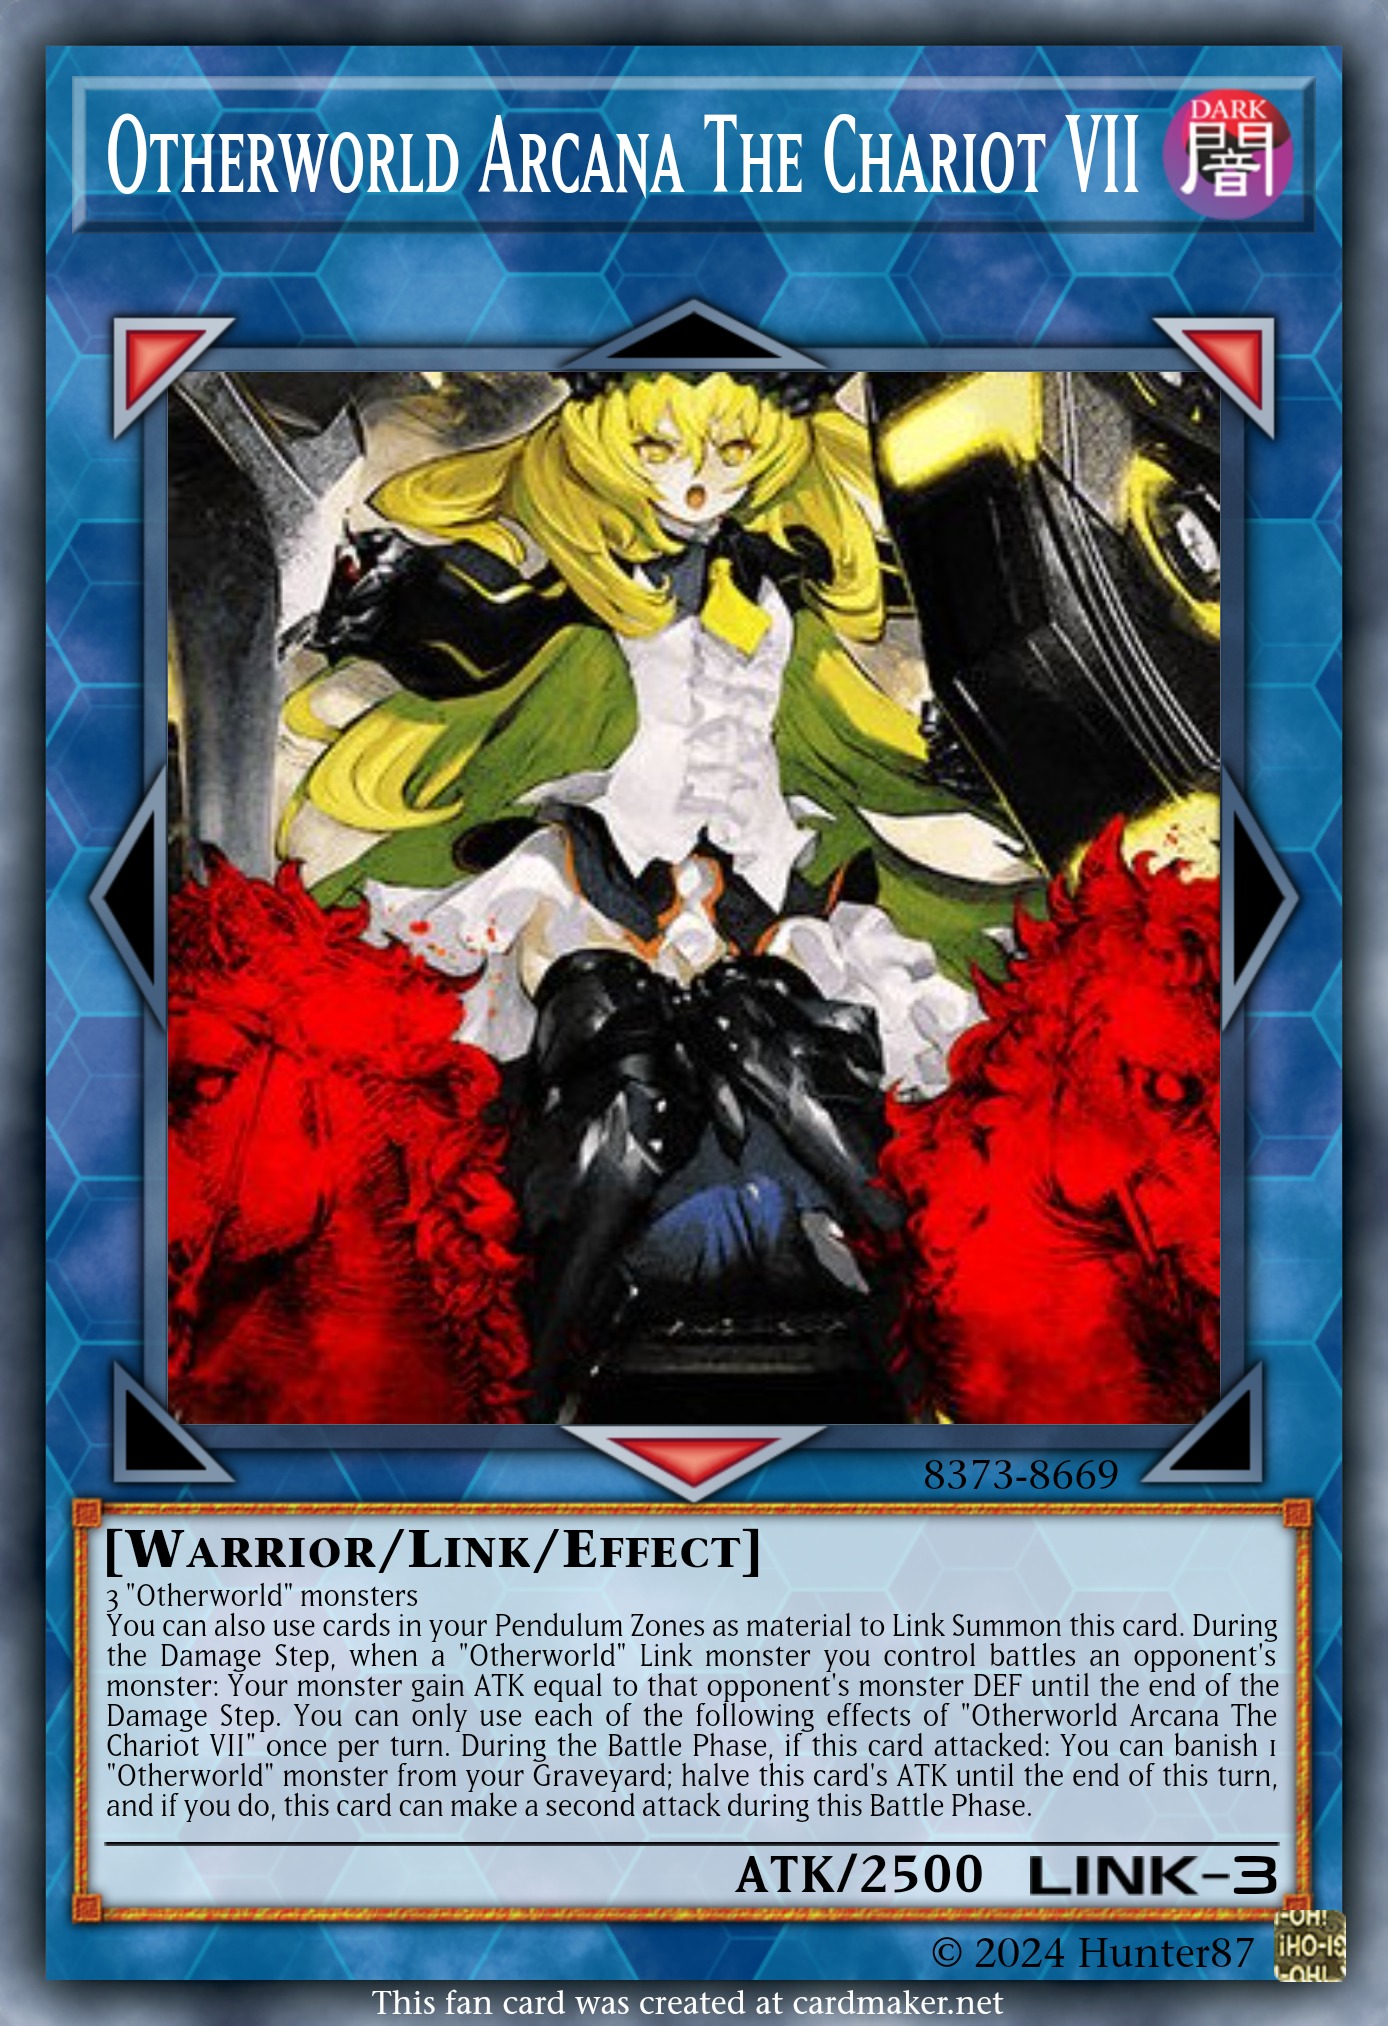 Otherworld Arcana The Chariot VII
DARK
闇
8373-8669
[Warrior/Link/Effect]
3 "Otherworld" monsters
You can also use cards in your Pendulum Zones as material to Link Summon this card. During
the Damage Step, when a "Otherworld" Link monster you control battles an opponent's
monster: Your monster gain ATK equal to that opponent's monster DEF until the end of the
Damage Step. You can only use each of the following effects of "Otherworld Arcana The
Chariot VII" once per turn. During the Battle Phase, if this card attacked: You can banish 1
"Otherworld" monster from your Graveyard; halve this card's ATK until the end of this turn,
and if you do, this card can make a second attack during this Battle Phase.
ATK/2500 LINK-3
© 2024 Hunter87
This fan card was created at cardmaker.net